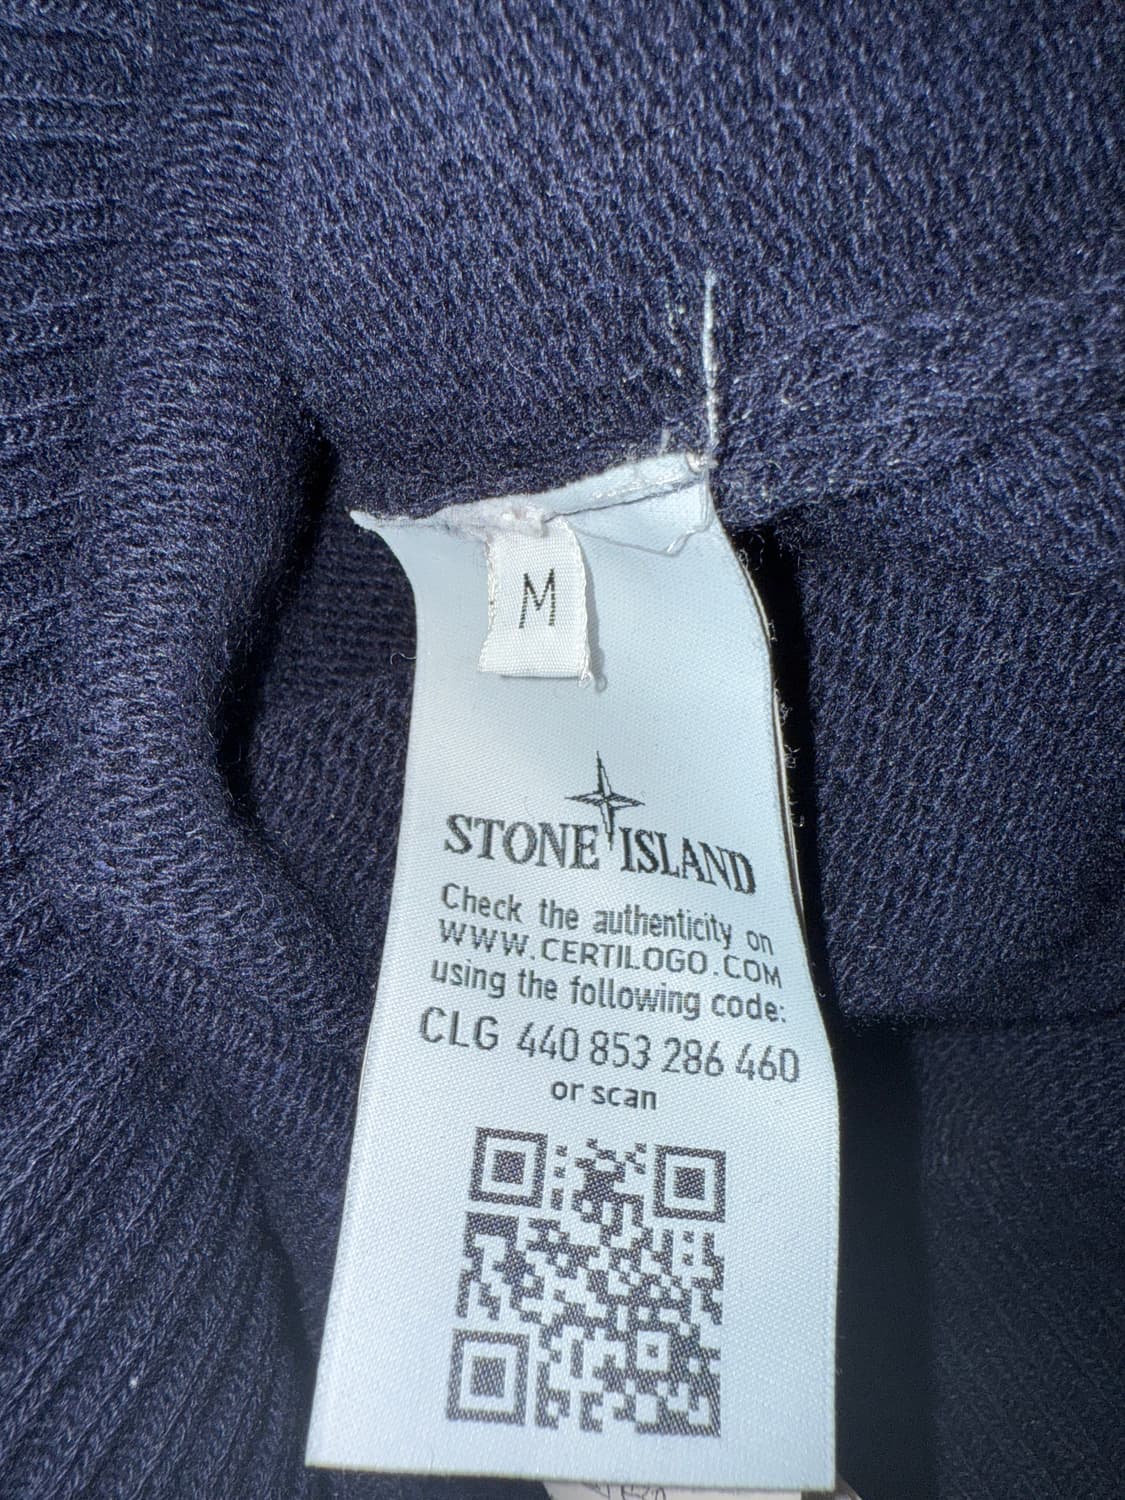 M
STONE ISLAND
Check the authenticity on
WWW.CERTILOGO.COM
using the following code:
CLG 440 853 286 460
or scan